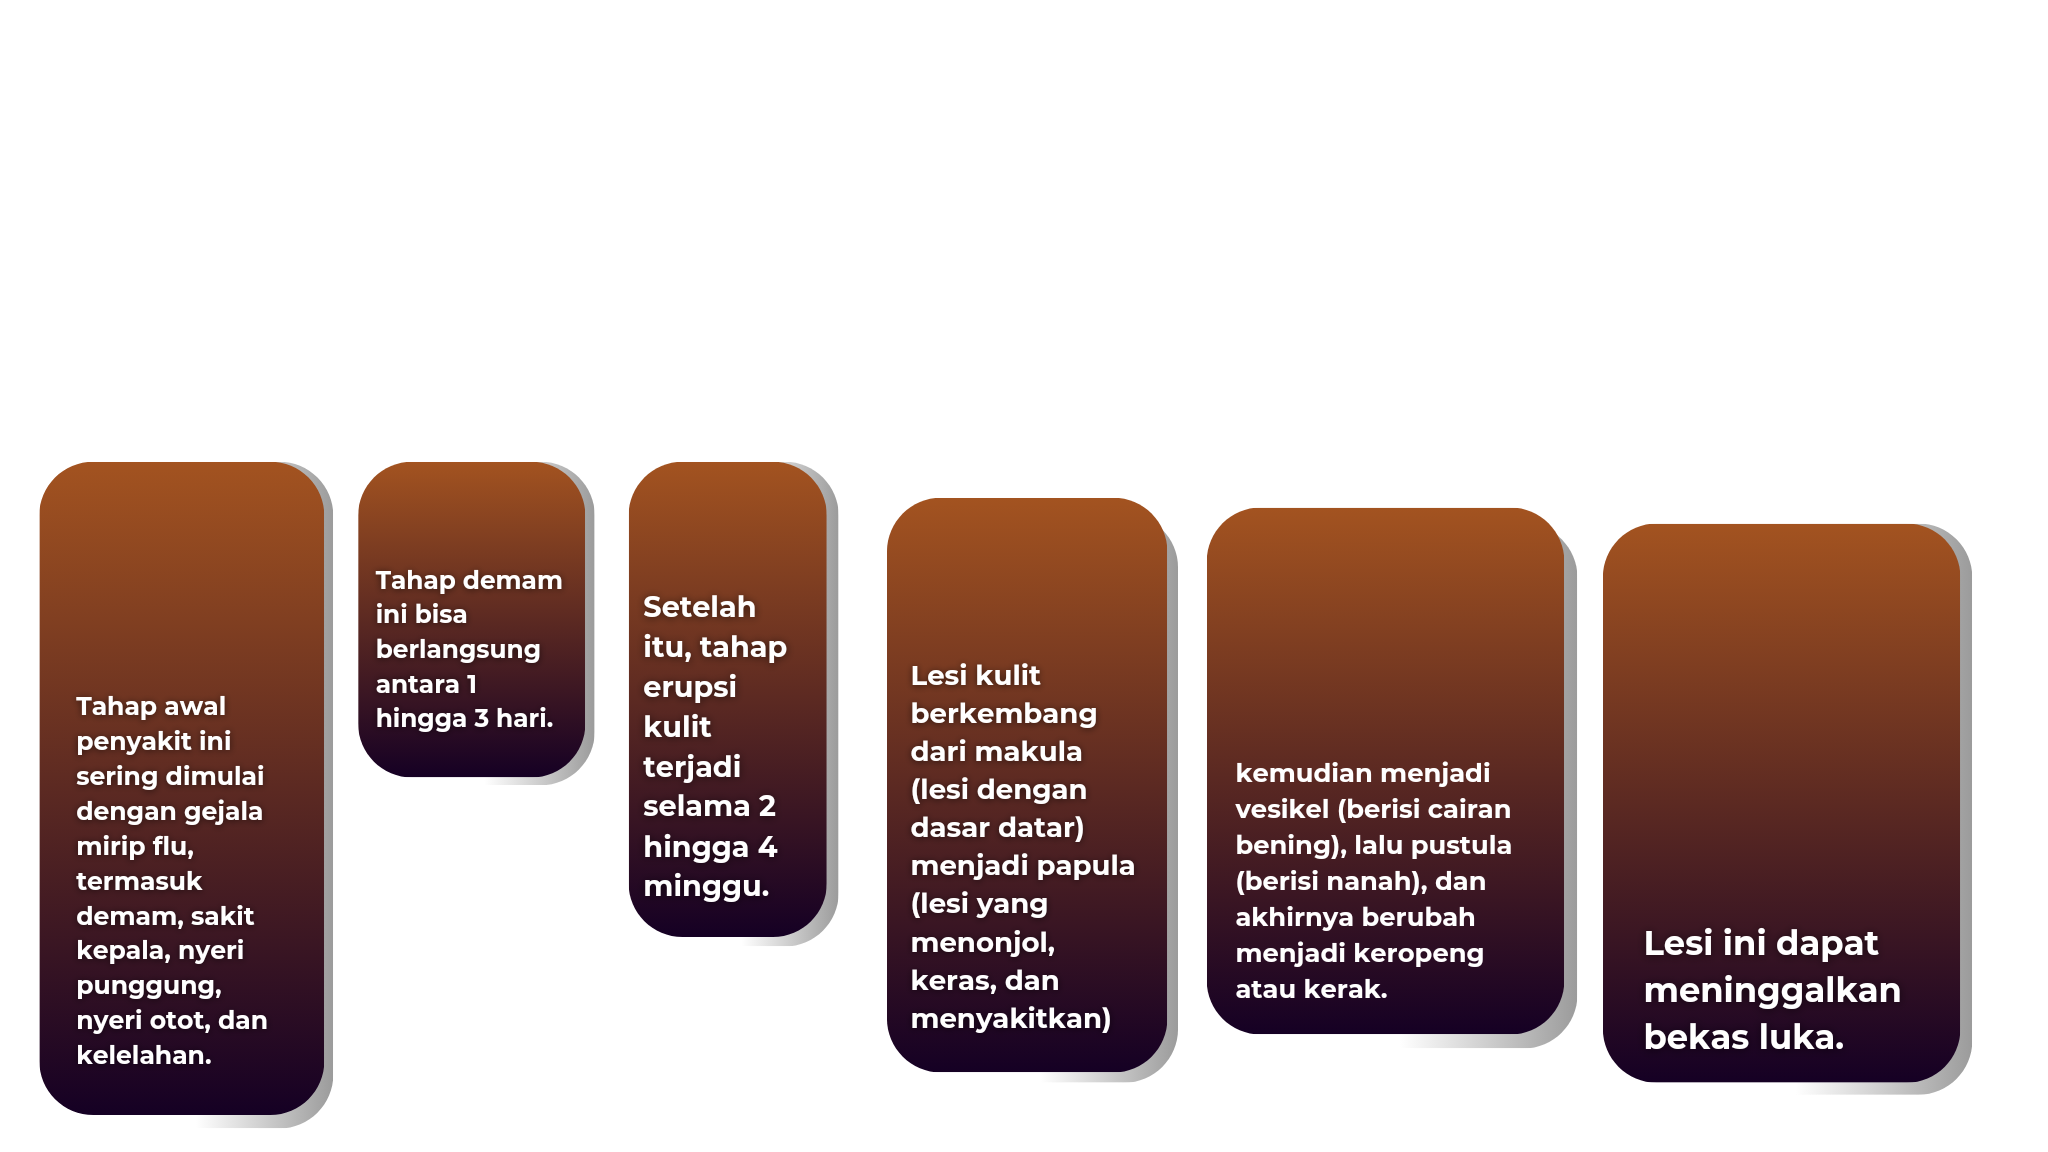 Tahap awal
penyakit ini
sering dimulai
dengan gejala
mirip flu,
termasuk
demam, sakit
kepala, nyeri
punggung,
nyeri otot, dan
kelelahan.
Tahap demam
ini bisa
berlangsung
antara 1
hingga 3 hari.
Setelah
itu, tahap
erupsi
kulit
terjadi
selama 2
hingga 4
minggu.
Lesi kulit
berkembang
dari makula
(lesi dengan
dasar datar)
menjadi papula
(lesi yang
menonjol,
keras, dan
menyakitkan)
kemudian menjadi
vesikel (berisi cairan
bening), lalu pustula
(berisi nanah), dan
akhirnya berubah
menjadi keropeng
atau kerak.
Lesi ini dapat
meninggalkan
bekas luka.